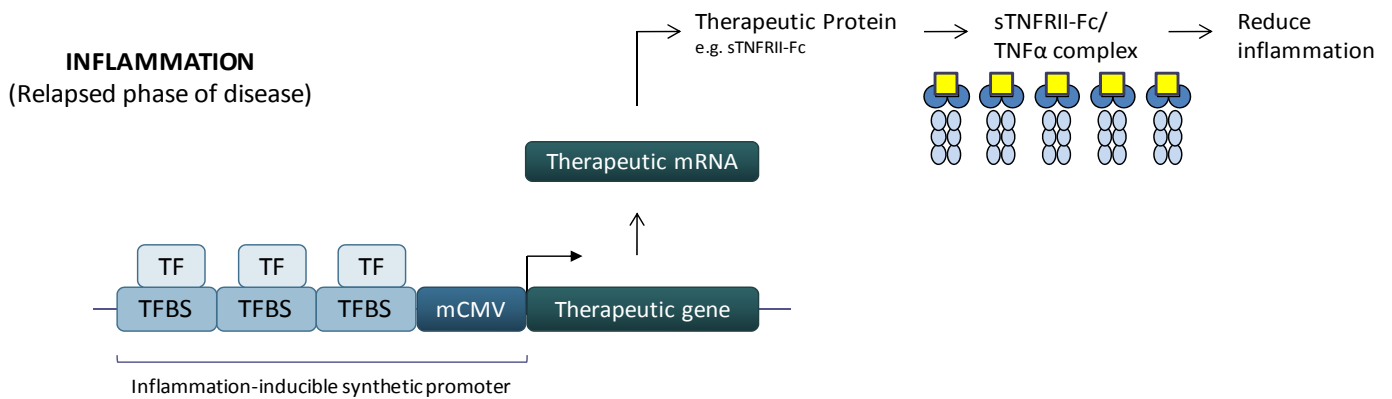 INFLAMMATION
(Relapsed phase of disease)
Therapeutic Protein
e.g. sTNFRII-Fc
sTNFRII-Fc/
TNFα complex
Reduce
inflammation
Therapeutic mRNA
TF TF TF
TFBS TFBS TFBS mCMV Therapeutic gene
Inflammation-inducible synthetic promoter